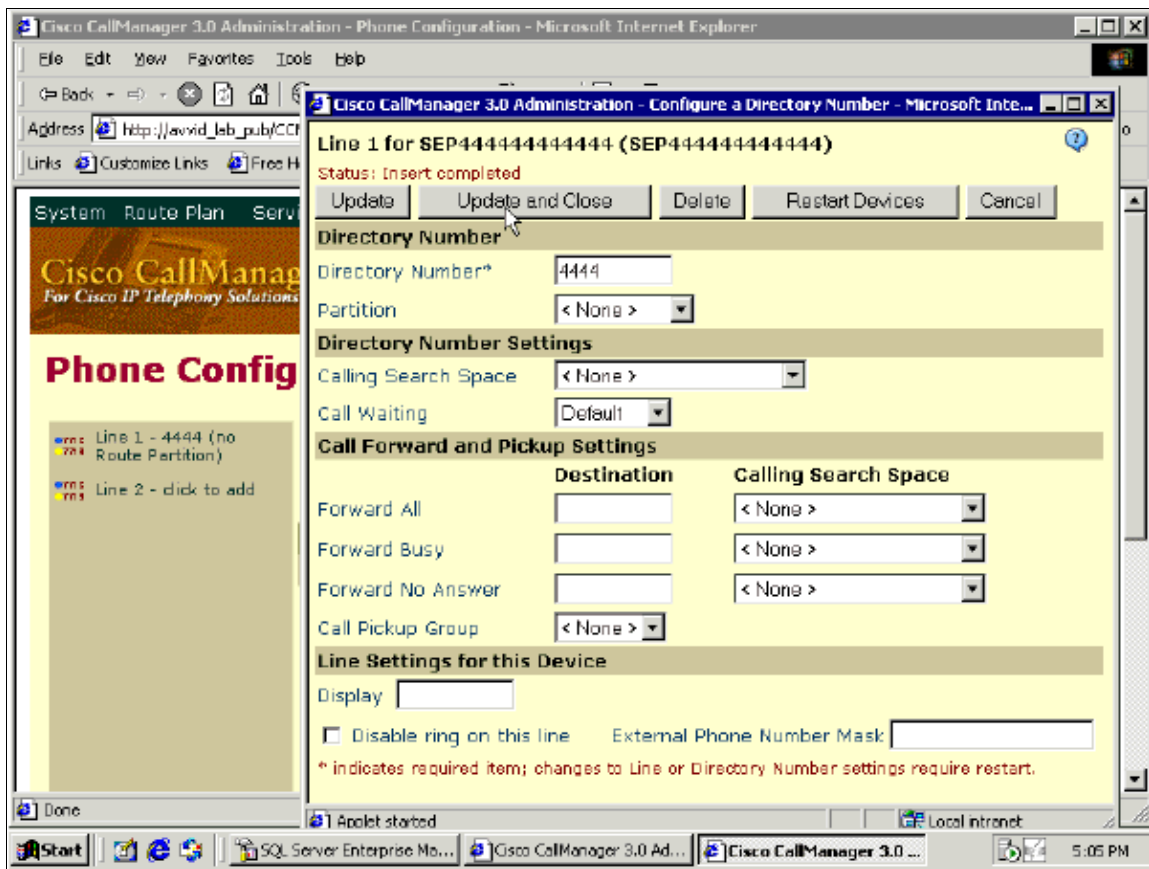 Cisco CallManager 3.0 Administration - Phone Configuration - Microsoft Internet Explorer
File Edit View Favorites Tools Help
Back
Address http://avvid_lab_pub/CC
Links Customize Links Free H
Cisco CallManager 3.0 Administration - Configure a Directory Number - Microsoft Inte...
Line 1 for SEP444444444444 (SEP444444444444)
Status: Insert completed
Update Update and Close Delete Restart Devices Cancel
System Route Plan Servi
Cisco CallManag
For Cisco IP Telephony Solutions
Phone Config
Line 1 - 4444 (no
Route Partition)
Line 2 - click to add
Directory Number
Directory Number* 4444
Partition < None >
Directory Number Settings
Calling Search Space < None >
Call Waiting Default
Call Forward and Pickup Settings
Destination Calling Search Space
Forward All < None >
Forward Busy < None >
Forward No Answer < None >
Call Pickup Group < None >
Line Settings for this Device
Display
Disable ring on this line External Phone Number Mask
* indicates required item; changes to Line or Directory Number settings require restart.
Done
Applet started Local intranet
Start SQL Server Enterprise Ma... Cisco CallManager 3.0 Ad... Cisco CallManager 3.0 ... 5:05 PM